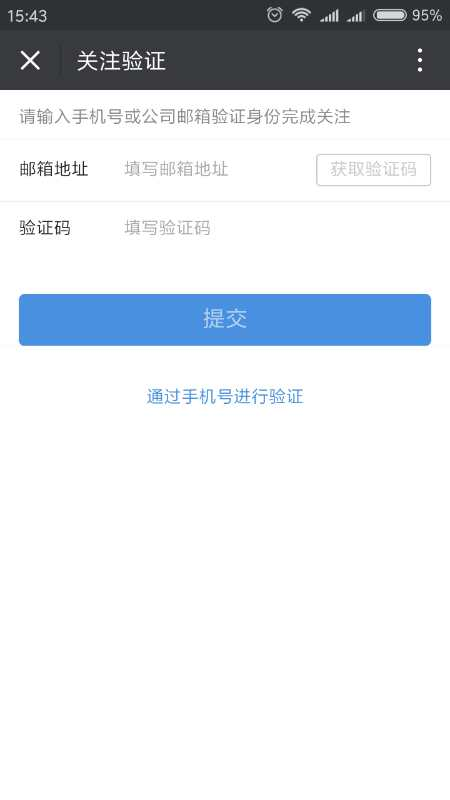 15:43 95%
关注验证
请输入手机号或公司邮箱验证身份完成关注
邮箱地址 填写邮箱地址 获取验证码
验证码 填写验证码
提交
通过手机号进行验证